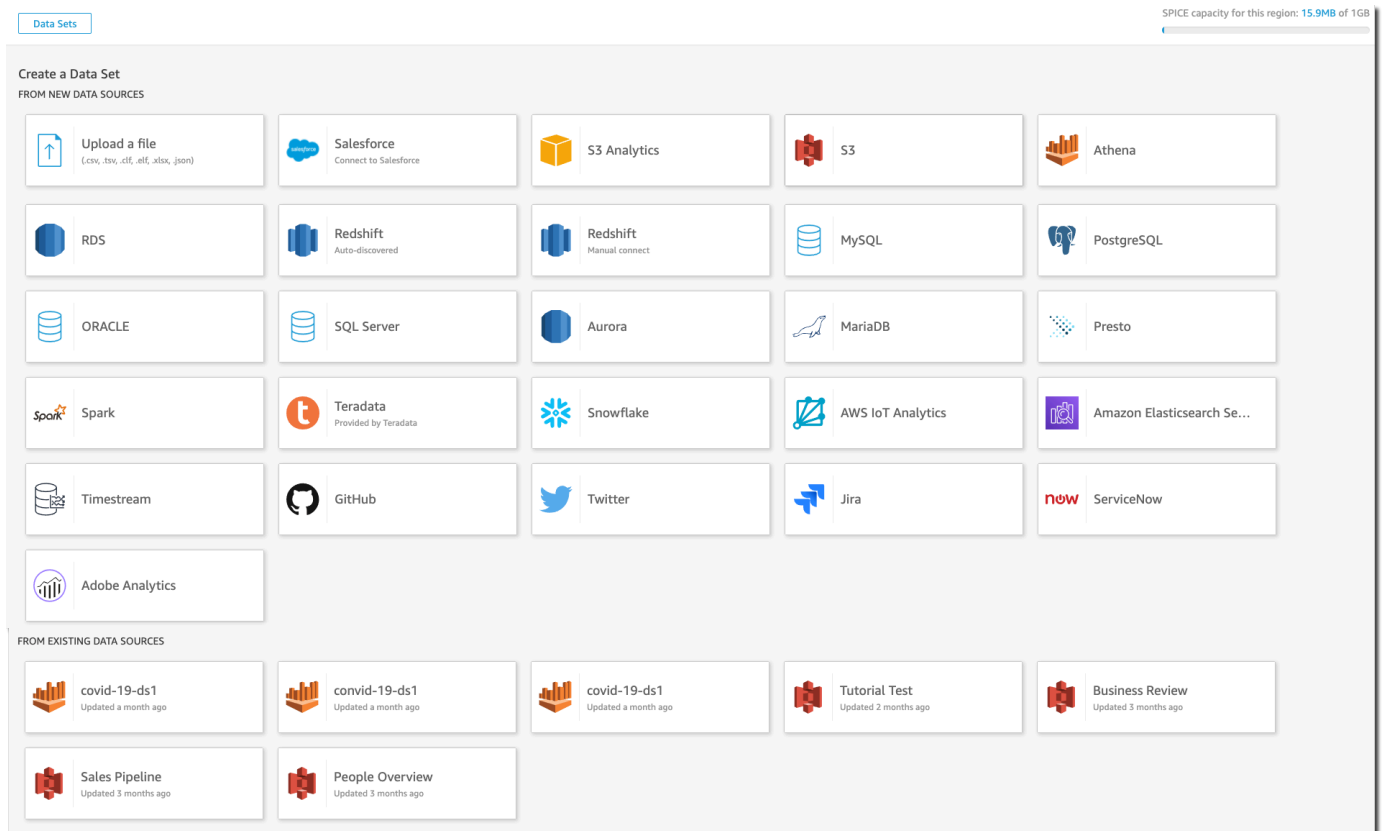 Data Sets
SPICE capacity for this region: 15.9MB of 1GB
Create a Data Set
FROM NEW DATA SOURCES
Upload a file
(.csv, .tsv, .clf, .elf, .xlsx, .json)
salesforce
Salesforce
Connect to Salesforce
S3 Analytics
S3
Athena
RDS
Redshift
Auto-discovered
Redshift
Manual connect
MySQL
PostgreSQL
ORACLE
SQL Server
Aurora
MariaDB
Presto
Spark
Spark
t
Teradata
Provided by Teradata
Snowflake
AWS IoT Analytics
Amazon Elasticsearch Se...
Timestream
GitHub
Twitter
Jira
now
ServiceNow
Adobe Analytics
FROM EXISTING DATA SOURCES
covid-19-ds1
Updated a month ago
convid-19-ds1
Updated a month ago
covid-19-ds1
Updated a month ago
Tutorial Test
Updated 2 months ago
Business Review
Updated 3 months ago
Sales Pipeline
Updated 3 months ago
People Overview
Updated 3 months ago